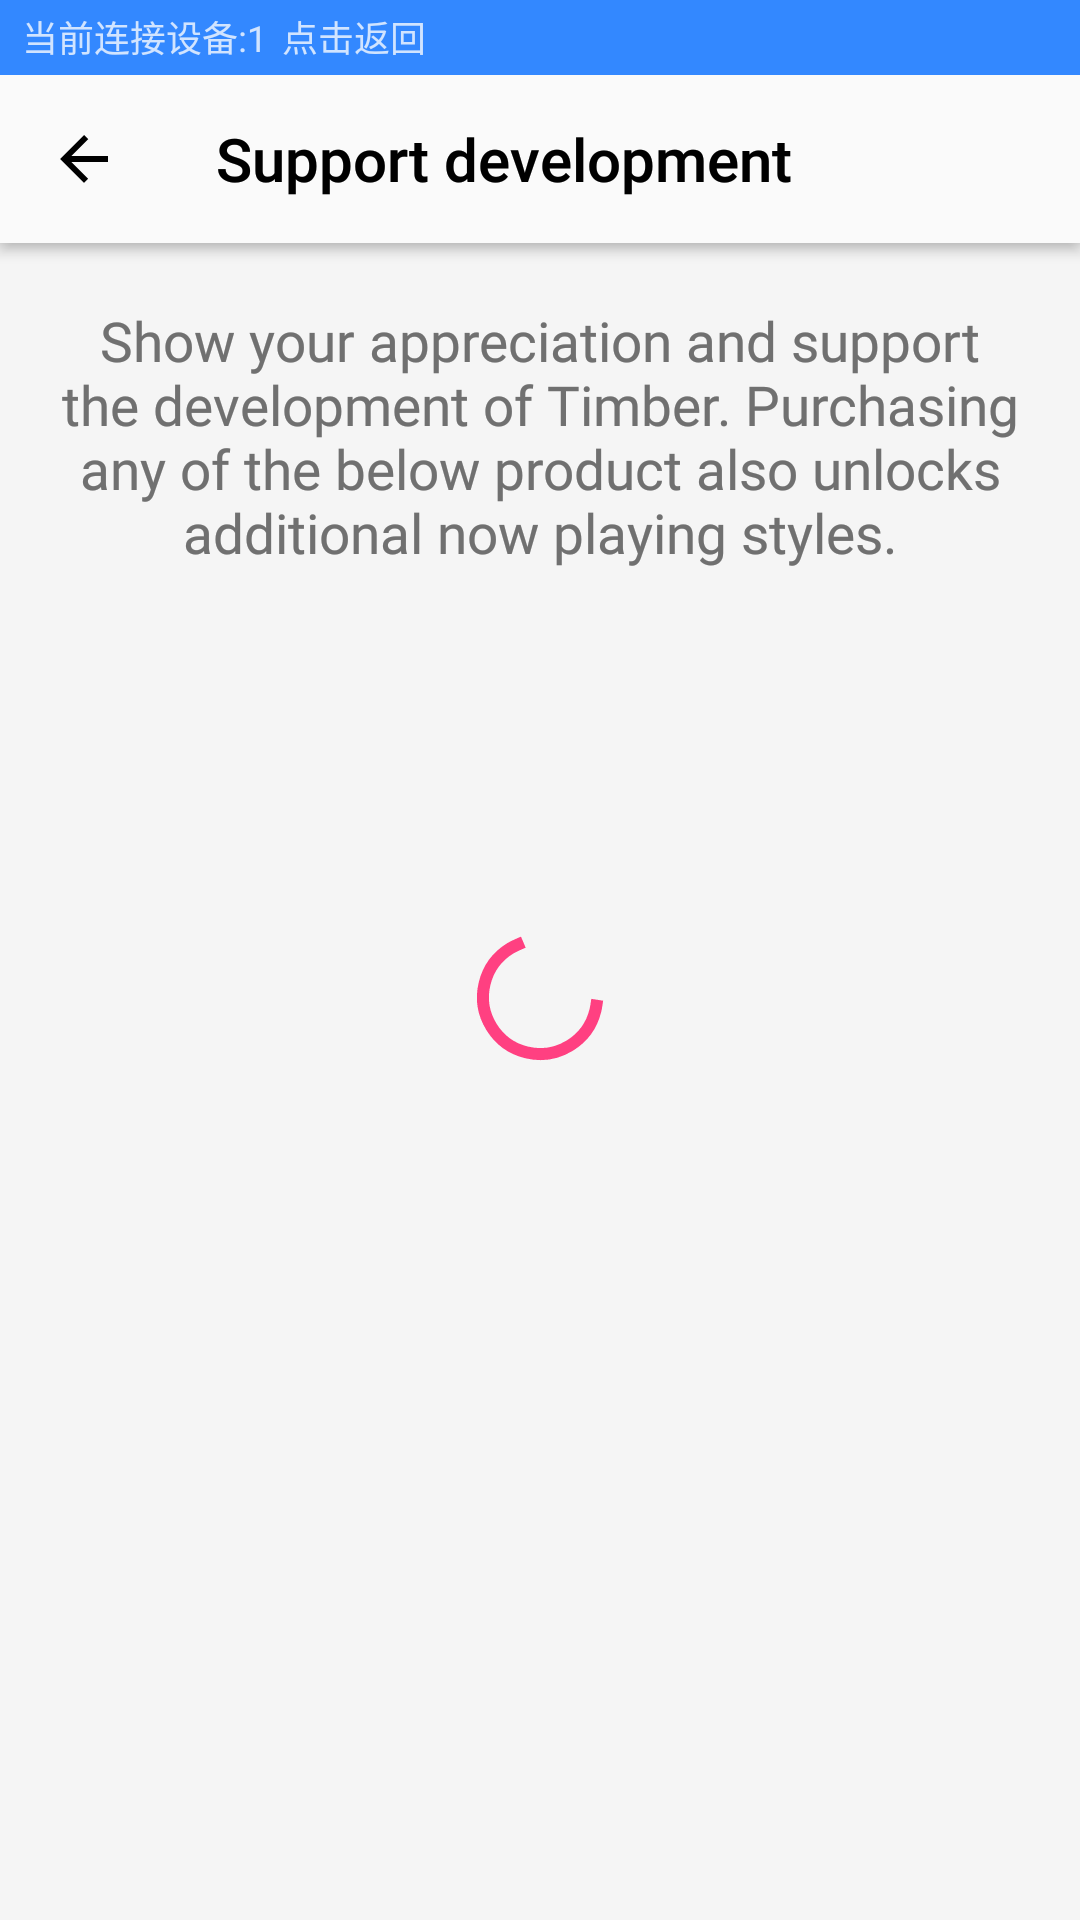 当前连接设备:1 点击返回
Support development
Show your appreciation and support
the development of Timber. Purchasing
any of the below product also unlocks
additional now playing styles.